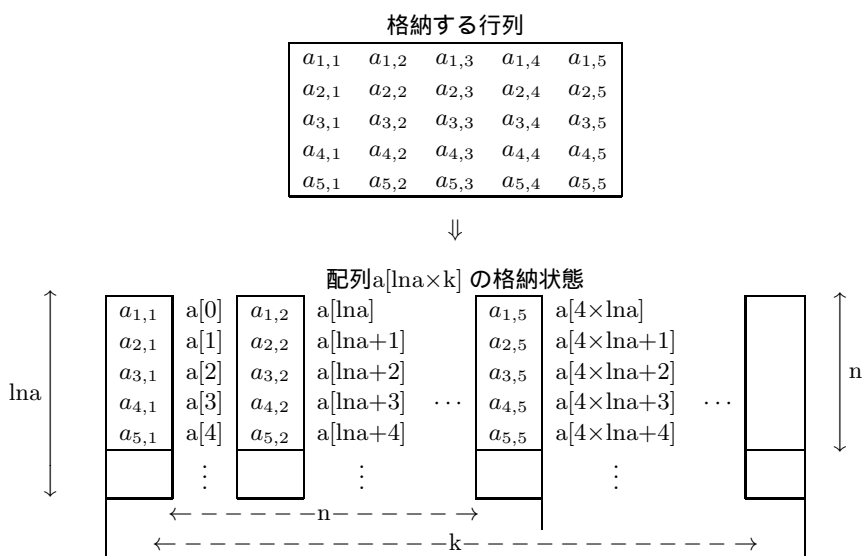 格納する行列
a1,1 a1,2 a1,3 a1,4 a1,5
a2,1 a2,2 a2,3 a2,4 a2,5
a3,1 a3,2 a3,3 a3,4 a3,5
a4,1 a4,2 a4,3 a4,4 a4,5
a5,1 a5,2 a5,3 a5,4 a5,5
⇓
配列a[lna×k] の格納状態
a1,1 a[0] a1,2 a[lna] a1,5 a[4×lna]
a2,1 a[1] a2,2 a[lna+1] a2,5 a[4×lna+1]
a3,1 a[2] a3,2 a[lna+2] a3,5 a[4×lna+2] n
lna a4,1 a[3] a4,2 a[lna+3] ··· a4,5 a[4×lna+3] ···
a5,1 a[4] a5,2 a[lna+4] a5,5 a[4×lna+4]
⋮ ⋮ ⋮
n
k